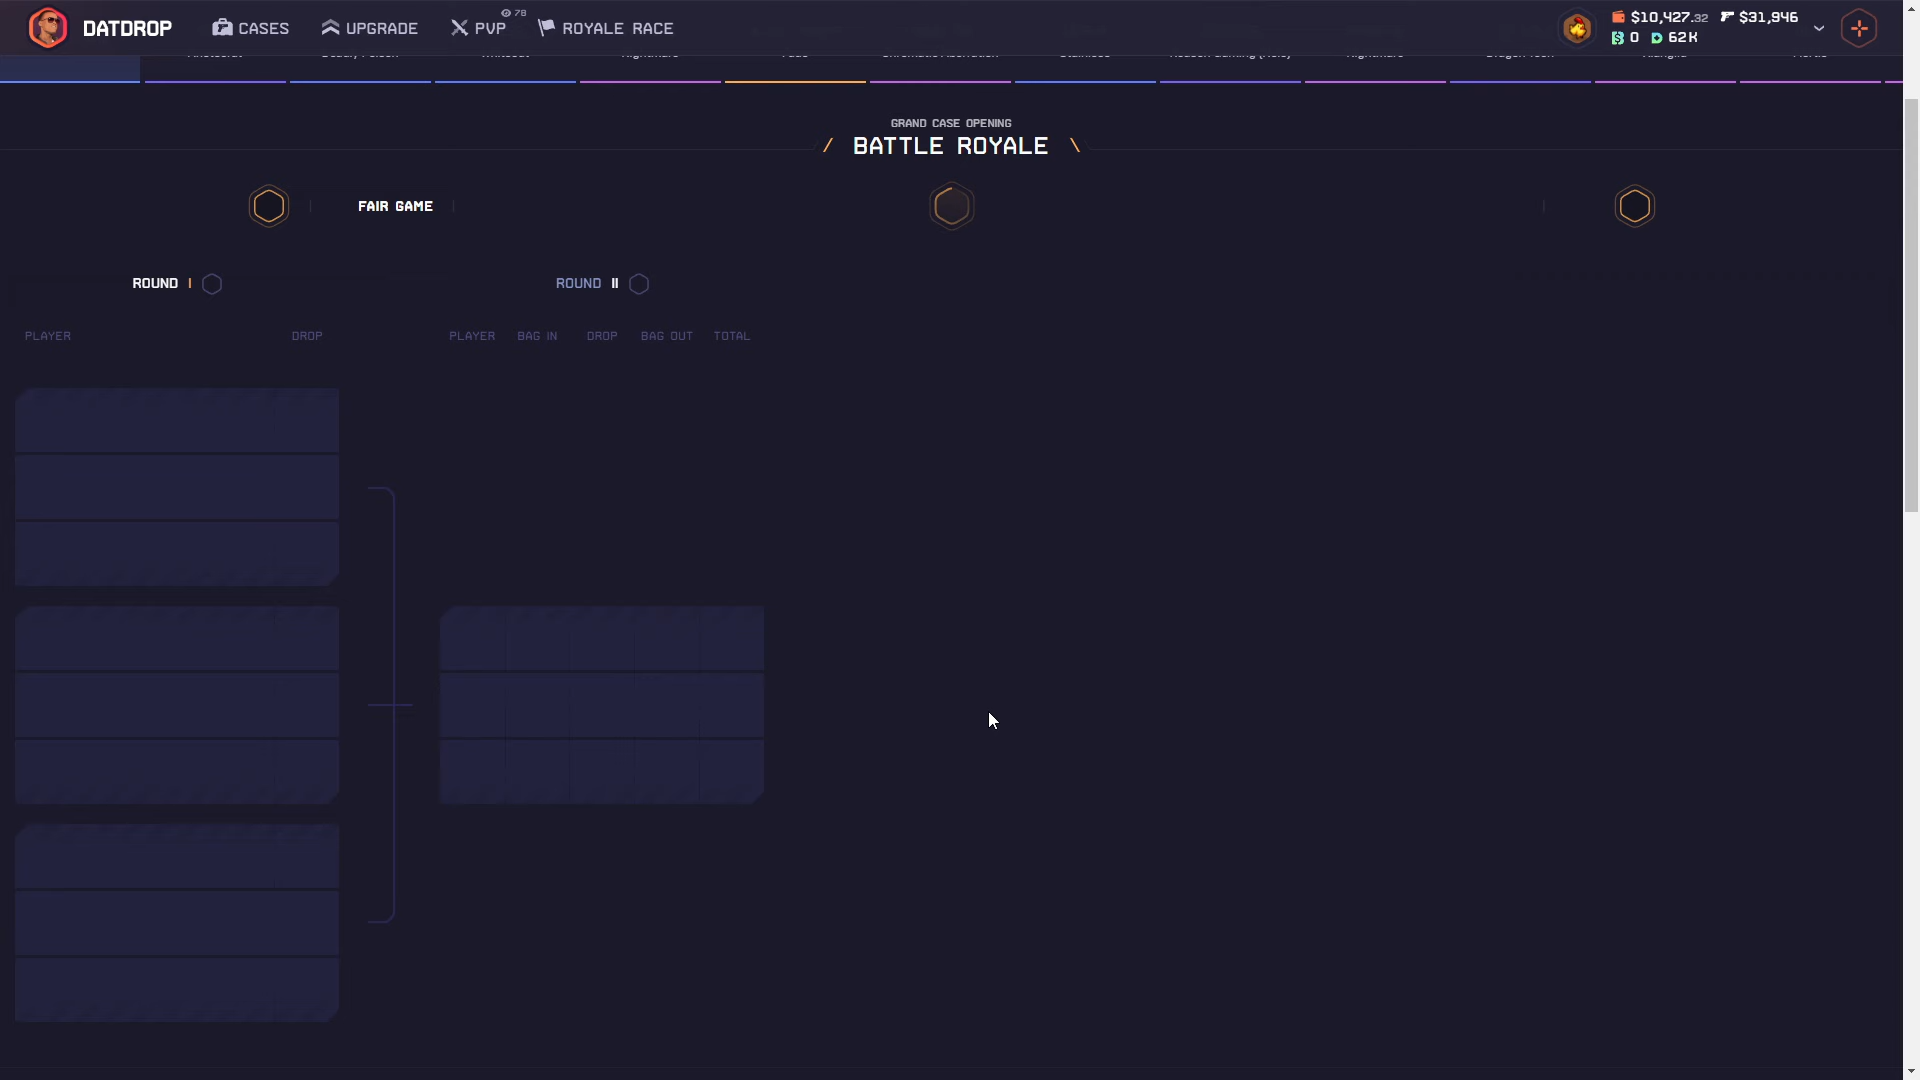 DATDROP
CASES
UPGRADE
PVP
78
ROYALE RACE
$10,427.32
$31,946
0
62K
GRAND CASE OPENING
/ BATTLE ROYALE \
FAIR GAME
ROUND I
ROUND II
PLAYER
DROP
PLAYER
BAG IN
DROP
BAG OUT
TOTAL